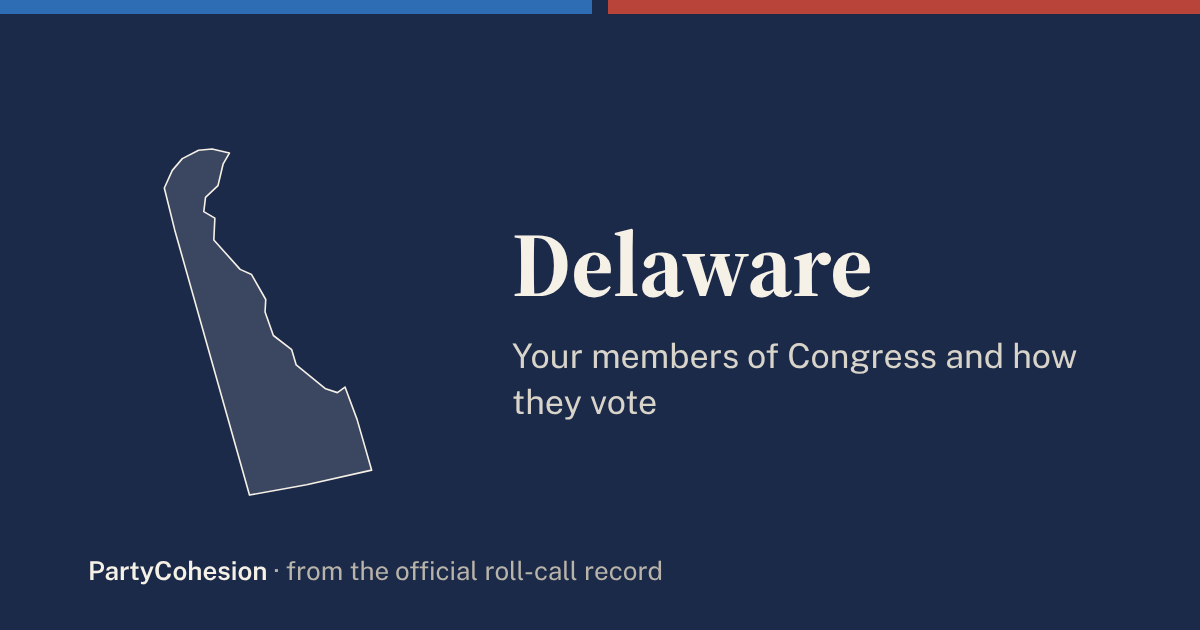 Delaware
Your members of Congress and how
they vote
PartyCohesion · from the official roll-call record